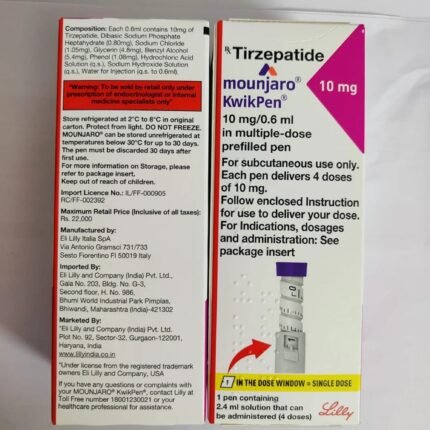 Composition: Each 0.6ml contains 10mg of
Tirzepatide, Dibasic Sodium Phosphate
Heptahydrate (0.80mg), Sodium Chloride
(1.05mg), Glycerin (4.8mg), Benzyl Alcohol
(5.4mg), Phenol (1.08mg), Hydrochloric Acid
Solution (q.s.), Sodium Hydroxide Solution
(q.s.), Water for Injection (q.s. to 0.6ml).
"Warning: To be sold by retail only under
prescription of endocrinologist or internal
medicine specialists only"
Store refrigerated at 2°C to 8°C in original
carton. Protect from light. DO NOT FREEZE.
MOUNJARO® can be stored unrefrigerated at
temperatures below 30°C for up to 30 days.
The pen must be discarded 30 days after
first use.
For more information on Storage, please
refer to package insert.
Keep out of reach of children.
Import Licence No.: IL/FF-000905
RC/FF-002392
Maximum Retail Price (Inclusive of all taxes):
Rs. 22,000
Manufactured by:
Eli Lilly Italia SpA
Via Antonio Gramsci 731/733
Sesto Fiorentino FI 50019 Italy
Imported By:
Eli Lilly and Company (India) Pvt. Ltd.,
Gala No. 203, Bldg. No. G-3,
Second floor, H. No. 986,
Bhumi World Industrial Park Pimplas,
Bhiwandi, Maharashtra (India)-421302
Marketed By:
*Eli Lilly and Company (India) Pvt. Ltd.
Plot No. 92, Sector-32, Gurugram-122001,
Haryana, India
www.lillyindia.co.in
*Under license from the registered trademark
owners Eli Lilly and Company, USA
If you have any questions or complaints with
your MOUNJARO® KwikPen®, contact Lilly at
Toll Free number 18001230021 or your
healthcare professional for assistance.
℞ Tirzepatide
mounjaro®
KwikPen®
10 mg
10 mg/0.6 ml
in multiple-dose
prefilled pen
For subcutaneous use only.
Each pen delivers 4 doses
of 10 mg.
Follow enclosed Instruction
for use to deliver your dose.
For Indications, dosages
and administration: See
package insert
0
1
1 IN THE DOSE WINDOW = SINGLE DOSE
1 pen containing
2.4 ml solution that can
be administered (4 doses)
Lilly